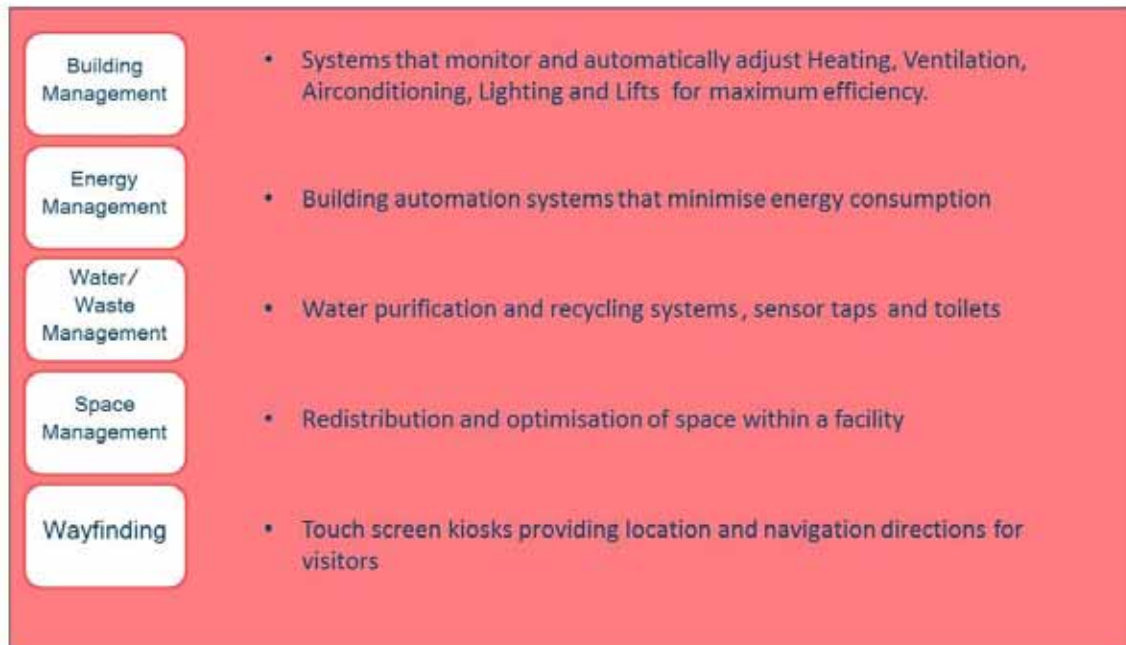 Building
Management
• Systems that monitor and automatically adjust Heating, Ventilation,
Airconditioning, Lighting and Lifts for maximum efficiency.
Energy
Management
• Building automation systems that minimise energy consumption
Water/
Waste
Management
• Water purification and recycling systems , sensor taps and toilets
Space
Management
• Redistribution and optimisation of space within a facility
Wayfinding
• Touch screen kiosks providing location and navigation directions for
visitors